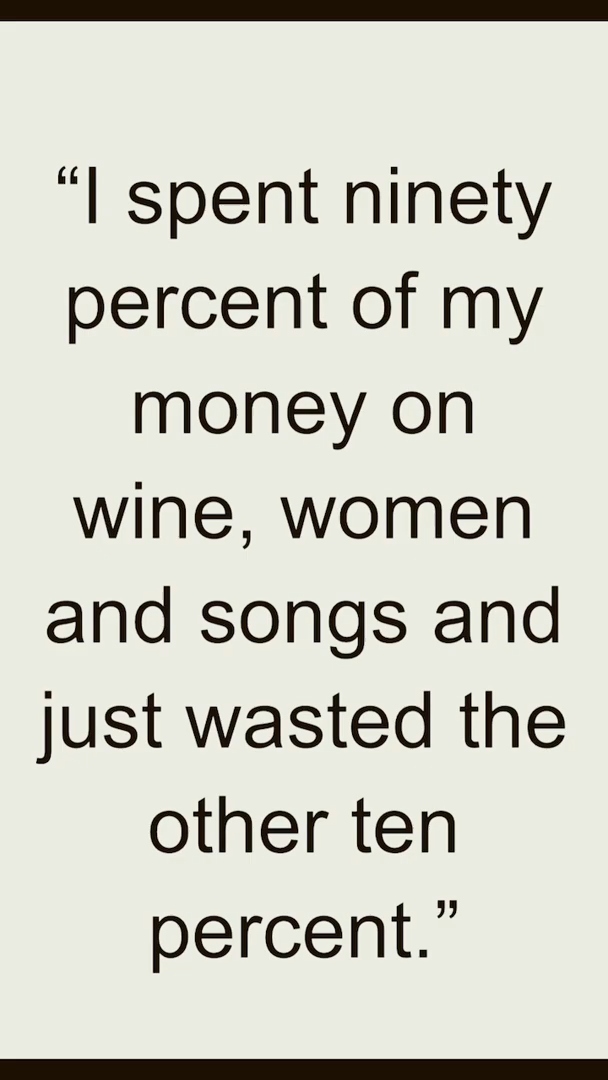 “I spent ninety
percent of my
money on
wine, women
and songs and
just wasted the
other ten
percent.”